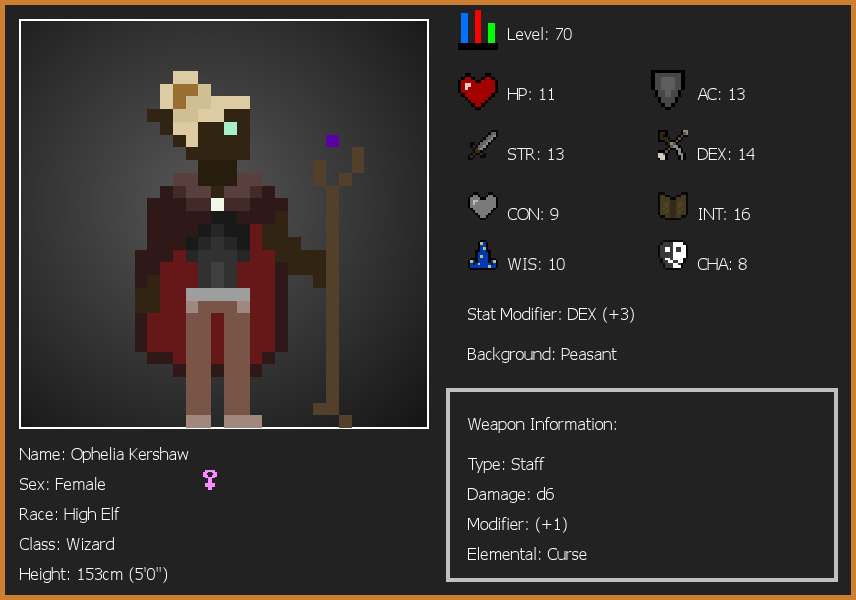 Level: 70
HP: 11
AC: 13
STR: 13
DEX: 14
CON: 9
INT: 16
WIS: 10
CHA: 8
Stat Modifier: DEX (+3)
Background: Peasant
Weapon Information:
Type: Staff
Damage: d6
Modifier: (+1)
Elemental: Curse
Name: Ophelia Kershaw
Sex: Female
Race: High Elf
Class: Wizard
Height: 153cm (5'0")